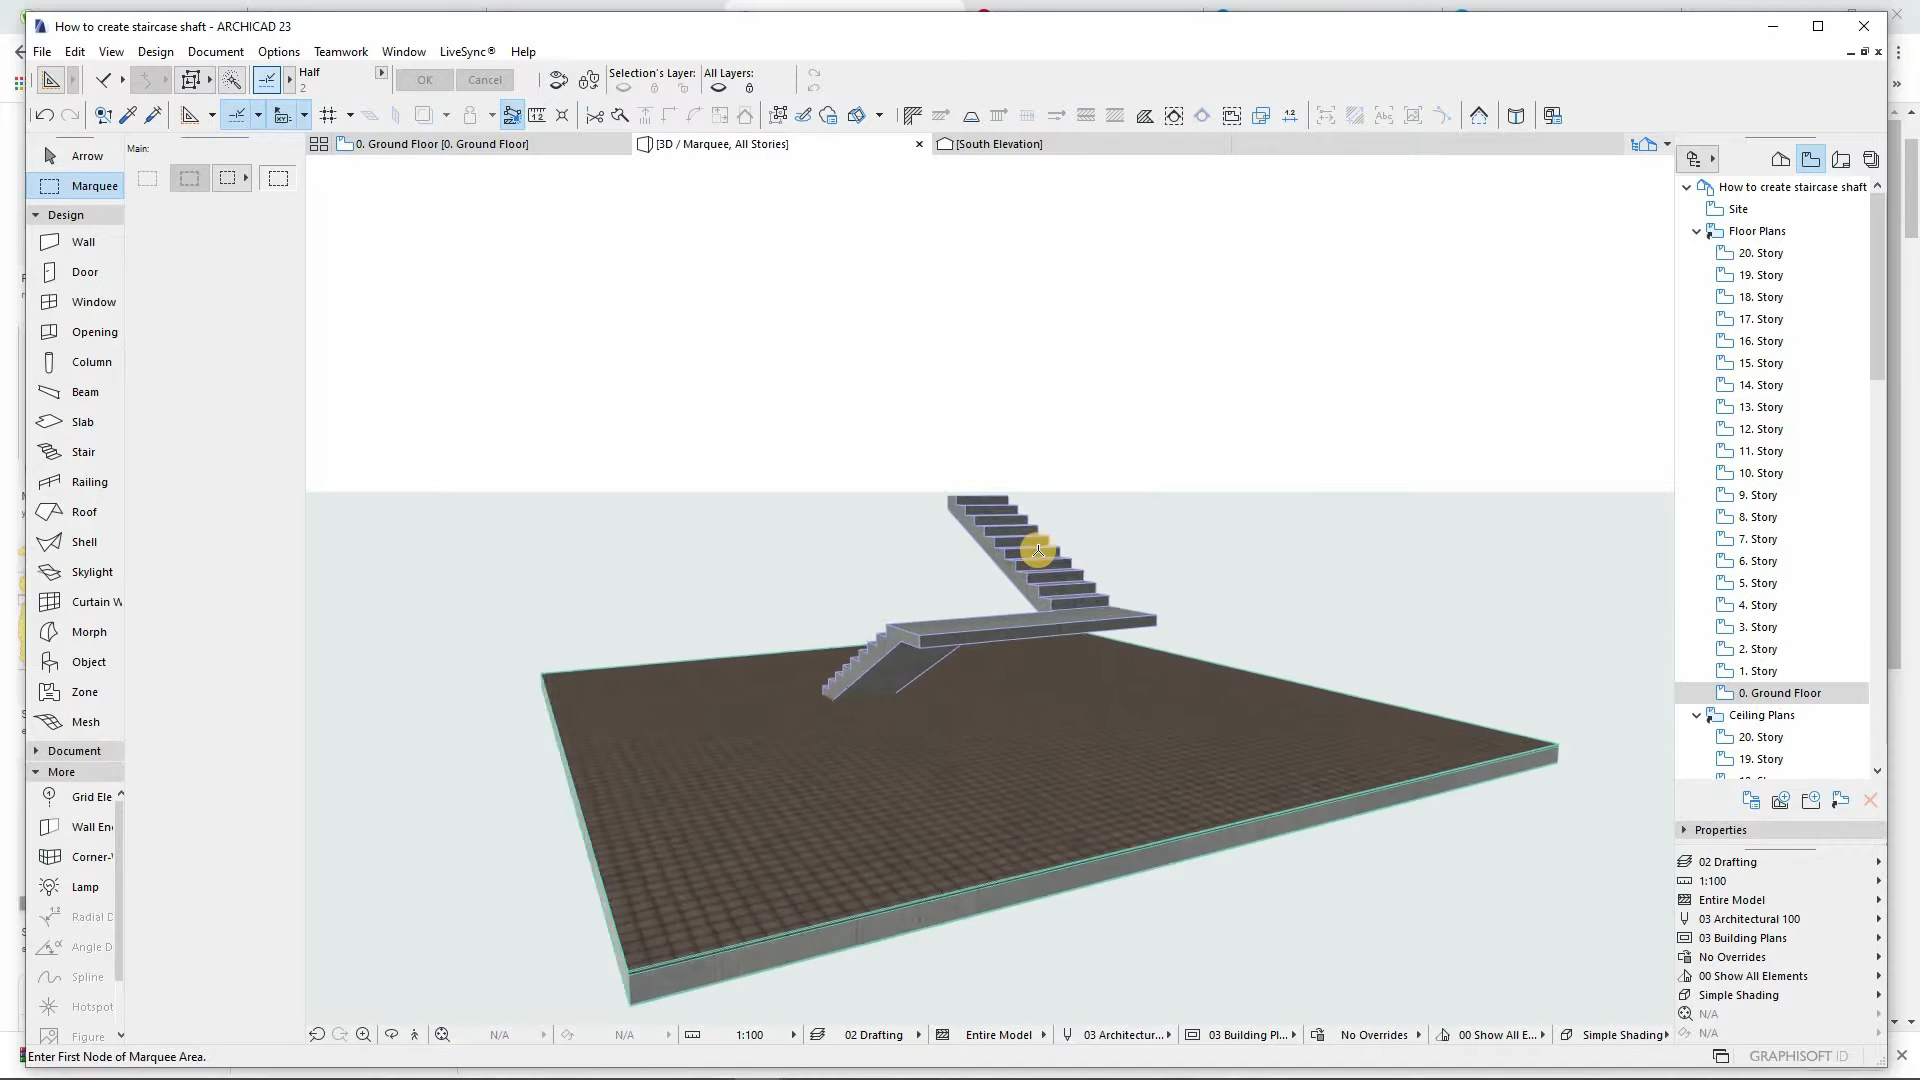 How to create staircase shaft - ARCHICAD 23
File Edit View Design Document Options Teamwork Window LiveSync® Help
Half
2
OK Cancel
Selection's Layer: All Layers:
Arrow
Marquee
Main:
0. Ground Floor [0. Ground Floor]
[3D / Marquee, All Stories]
[South Elevation]
Design
Wall
Door
Window
Opening
Column
Beam
Slab
Stair
Railing
Roof
Shell
Skylight
Curtain W
Morph
Object
Zone
Mesh
Document
More
Grid Ele
Wall En
Corner-
Lamp
Radial D
Angle D
Spline
Hotspot
Figure
How to create staircase shaft
Site
Floor Plans
20. Story
19. Story
18. Story
17. Story
16. Story
15. Story
14. Story
13. Story
12. Story
11. Story
10. Story
9. Story
8. Story
7. Story
6. Story
5. Story
4. Story
3. Story
2. Story
1. Story
0. Ground Floor
Ceiling Plans
20. Story
19. Story
Properties
02 Drafting
1:100
Entire Model
03 Architectural 100
03 Building Plans
No Overrides
00 Show All Elements
Simple Shading
N/A
N/A
N/A N/A 1:100 02 Drafting Entire Model 03 Architectur... 03 Building Pl... No Overrides 00 Show All E... Simple Shading
Enter First Node of Marquee Area.
GRAPHISOFT ID